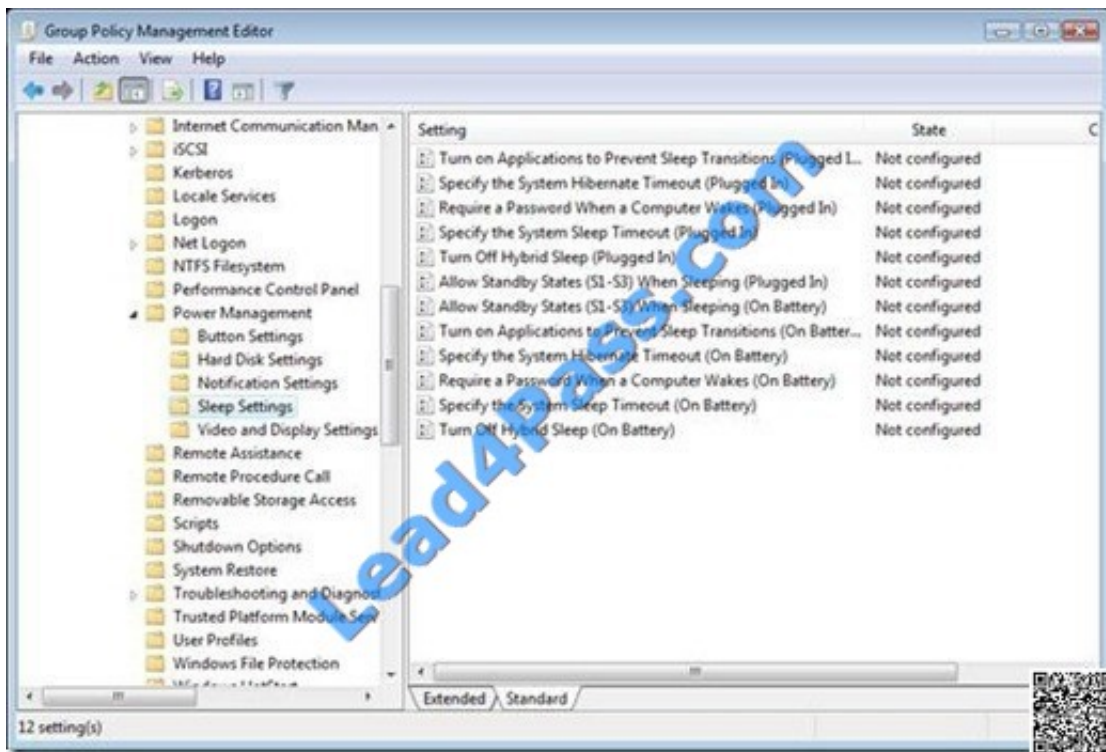 Group Policy Management Editor
File Action View Help
Internet Communication Man
iSCSI
Kerberos
Locale Services
Logon
Net Logon
NTFS Filesystem
Performance Control Panel
Power Management
Button Settings
Hard Disk Settings
Notification Settings
Sleep Settings
Video and Display Settings
Remote Assistance
Remote Procedure Call
Removable Storage Access
Scripts
Shutdown Options
System Restore
Troubleshooting and Diagnost
Trusted Platform Module Serv
User Profiles
Windows File Protection
Setting State C
Turn on Applications to Prevent Sleep Transitions (Plugged I... Not configured
Specify the System Hibernate Timeout (Plugged In) Not configured
Require a Password When a Computer Wakes (Plugged In) Not configured
Specify the System Sleep Timeout (Plugged In) Not configured
Turn Off Hybrid Sleep (Plugged In) Not configured
Allow Standby States (S1-S3) When Sleeping (Plugged In) Not configured
Allow Standby States (S1-S3) When Sleeping (On Battery) Not configured
Turn on Applications to Prevent Sleep Transitions (On Batter... Not configured
Specify the System Hibernate Timeout (On Battery) Not configured
Require a Password When a Computer Wakes (On Battery) Not configured
Specify the System Sleep Timeout (On Battery) Not configured
Turn Off Hybrid Sleep (On Battery) Not configured
Lead4Pass.com
Extended Standard
12 setting(s)